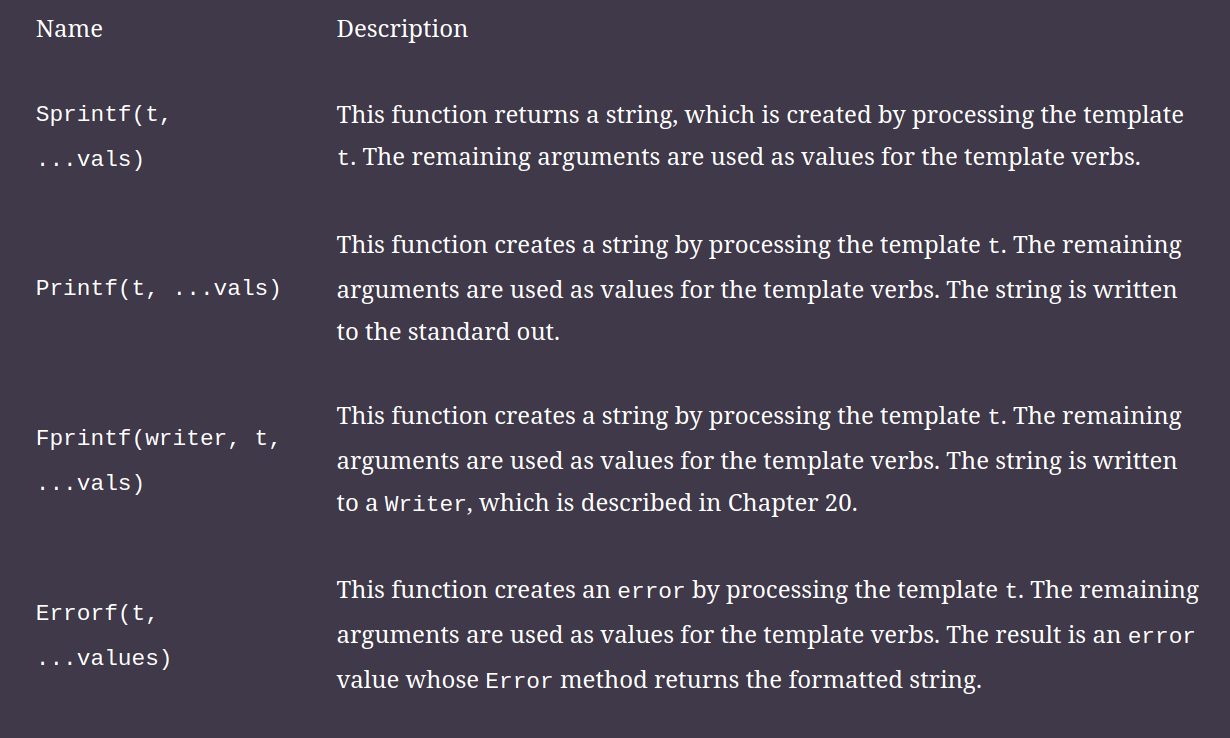 Name Description
Sprintf(t,
...vals)
This function returns a string, which is created by processing the template
t. The remaining arguments are used as values for the template verbs.
Printf(t, ...vals)
This function creates a string by processing the template t. The remaining
arguments are used as values for the template verbs. The string is written
to the standard out.
Fprintf(writer, t,
...vals)
This function creates a string by processing the template t. The remaining
arguments are used as values for the template verbs. The string is written
to a Writer, which is described in Chapter 20.
Errorf(t,
...values)
This function creates an error by processing the template t. The remaining
arguments are used as values for the template verbs. The result is an error
value whose Error method returns the formatted string.